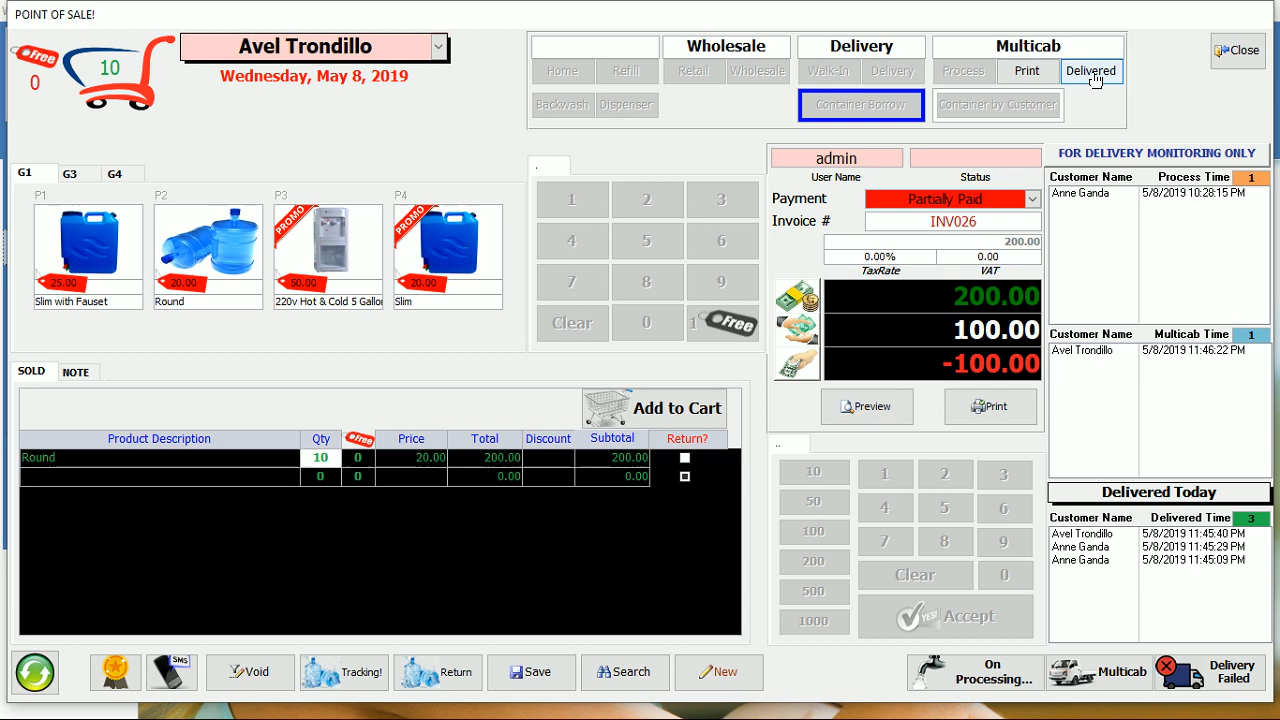 POINT OF SALE!
Free
0
10
Avel Trondillo
Wednesday, May 8, 2019
Wholesale
Delivery
Multicab
Home
Refill
Retail
Wholesale
Walk-In
Delivery
Process
Print
Delivered
Backwash
Dispenser
Container Borrow
Container by Customer
Close
G1
G3
G4
P1
25.00
Slim with Fauset
P2
20.00
Round
P3
PROMO
50.00
220v Hot & Cold 5 Gallor
P4
PROMO
20.00
Slim
.
1
2
3
4
5
6
7
8
9
Clear
0
1 Free
admin
User Name
Status
Payment
Partially Paid
Invoice #
INV026
200.00
0.00%
0.00
TaxRate
VAT
200.00
100.00
-100.00
Preview
Print
FOR DELIVERY MONITORING ONLY
Customer Name
Process Time
1
Anne Ganda
5/8/2019 10:28:15 PM
Customer Name
Multicab Time
1
Avel Trondillo
5/8/2019 11:46:22 PM
Delivered Today
Customer Name
Delivered Time
3
Avel Trondillo
5/8/2019 11:45:40 PM
Anne Ganda
5/8/2019 11:45:29 PM
Anne Ganda
5/8/2019 11:45:09 PM
SOLD
NOTE
Add to Cart
Product Description
Qty
Free
Price
Total
Discount
Subtotal
Return?
Round
10
0
20.00
200.00
200.00
0
0
0.00
0.00
..
10
50
100
200
500
1000
1
2
3
4
5
6
7
8
9
Clear
0
YES! Accept
SMS
Void
Tracking!
Return
Save
Search
New
On
Processing...
Multicab
Delivery
Failed